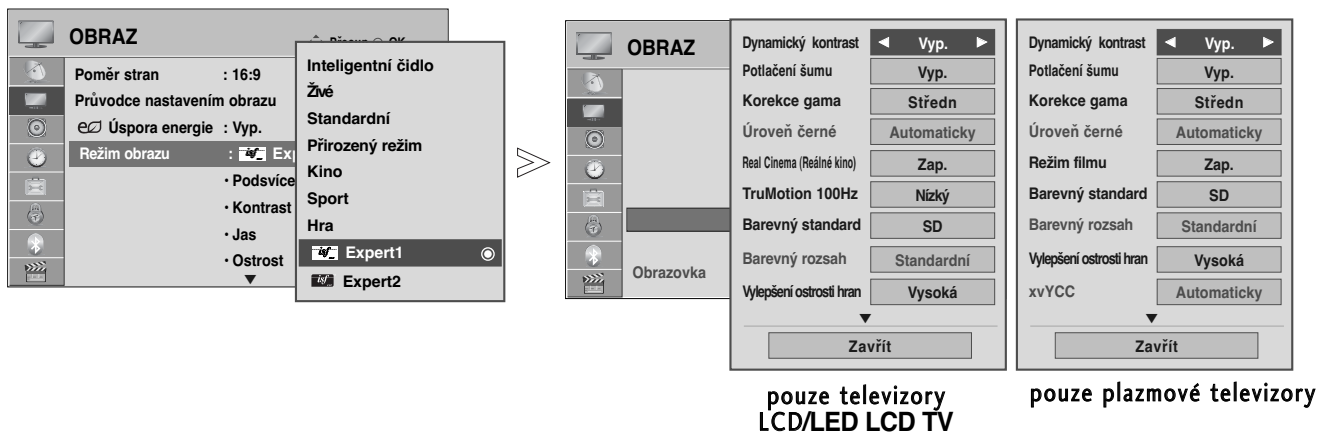 OBRAZ
OK
Poměr stran : 16:9
Průvodce nastavením obrazu
Úspora energie : Vyp.
Režim obrazu : isf Exp
• Podsvíce
• Kontrast
• Jas
• Ostrost
▼
Inteligentní čidlo
Živé
Standardní
Přirozený režim
Kino
Sport
Hra
isf Expert1
isf Expert2
OBRAZ
Obrazovka
Dynamický kontrast ◄ Vyp. ►
Potlačení šumu Vyp.
Korekce gama Středn
Úroveň černé Automaticky
Real Cinema (Reálné kino) Zap.
TruMotion 100Hz Nízký
Barevný standard SD
Barevný rozsah Standardní
Vylepšení ostrosti hran Vysoká
▼
Zavřít
pouze televizory
LCD/LED LCD TV
Dynamický kontrast ◄ Vyp. ►
Potlačení šumu Vyp.
Korekce gama Středn
Úroveň černé Automaticky
Režim filmu Zap.
Barevný standard SD
Barevný rozsah Standardní
Vylepšení ostrosti hran Vysoká
xvYCC Automaticky
▼
Zavřít
pouze plazmové televizory